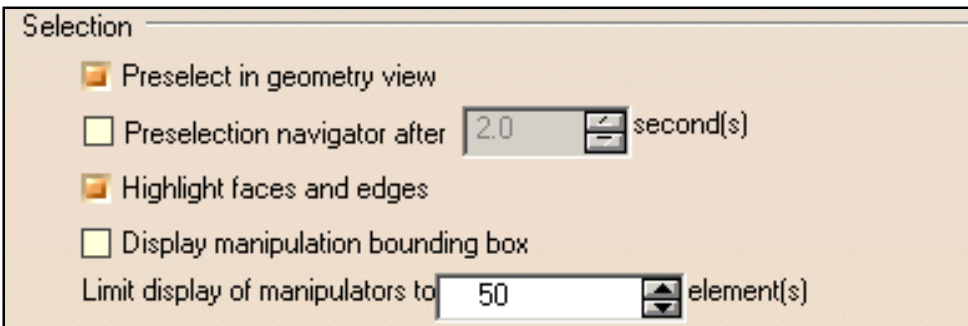 Selection
Preselect in geometry view
Preselection navigator after 2.0 second(s)
Highlight faces and edges
Display manipulation bounding box
Limit display of manipulators to 50 element(s)